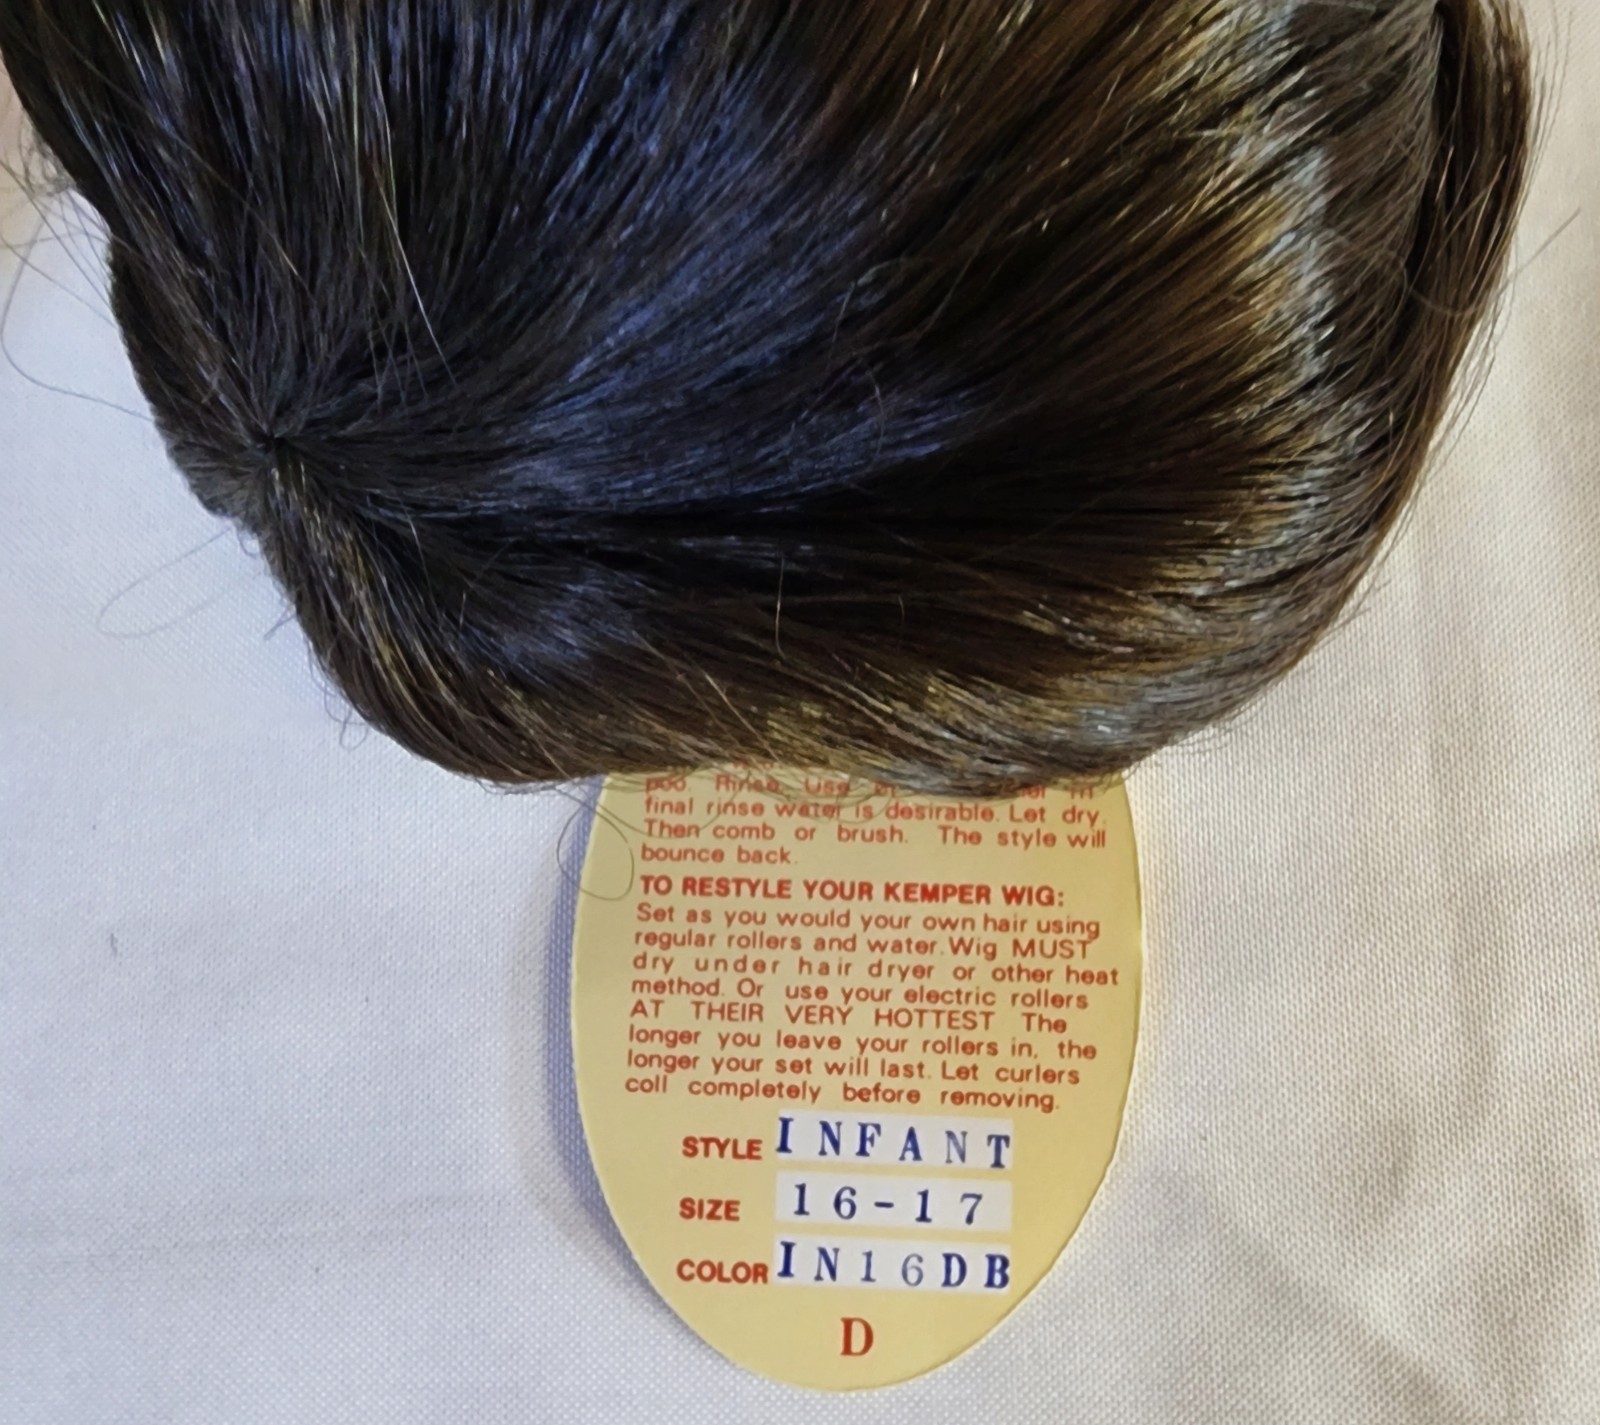 poo. Rinse. Use
final rinse water is desirable. Let dry.
Then comb or brush. The style will
bounce back.
TO RESTYLE YOUR KEMPER WIG:
Set as you would your own hair using
regular rollers and water. Wig MUST
dry under hair dryer or other heat
method. Or use your electric rollers
AT THEIR VERY HOTTEST The
longer you leave your rollers in, the
longer your set will last. Let curlers
coll completely before removing.
STYLE INFANT
SIZE 16-17
COLOR IN16DB
D